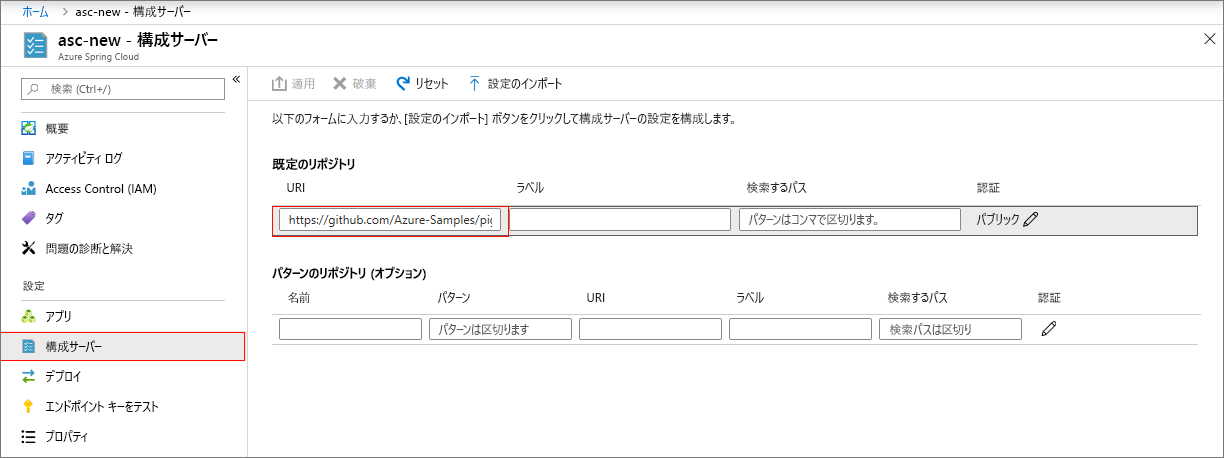 ホーム > asc-new - 構成サーバー
asc-new - 構成サーバー
Azure Spring Cloud
検索 (Ctrl+/)
概要
アクティビティ ログ
Access Control (IAM)
タグ
問題の診断と解決
設定
アプリ
構成サーバー
デプロイ
エンドポイント キーをテスト
プロパティ
適用 破棄 リセット 設定のインポート
以下のフォームに入力するか、[設定のインポート] ボタンをクリックして構成サーバーの設定を構成します。
既定のリポジトリ
URI ラベル 検索するパス 認証
https://github.com/Azure-Samples/pig パターンはコンマで区切ります。 パブリック
パターンのリポジトリ (オプション)
名前 パターン URI ラベル 検索するパス 認証
パターンは区切ります 検索パスは区切り